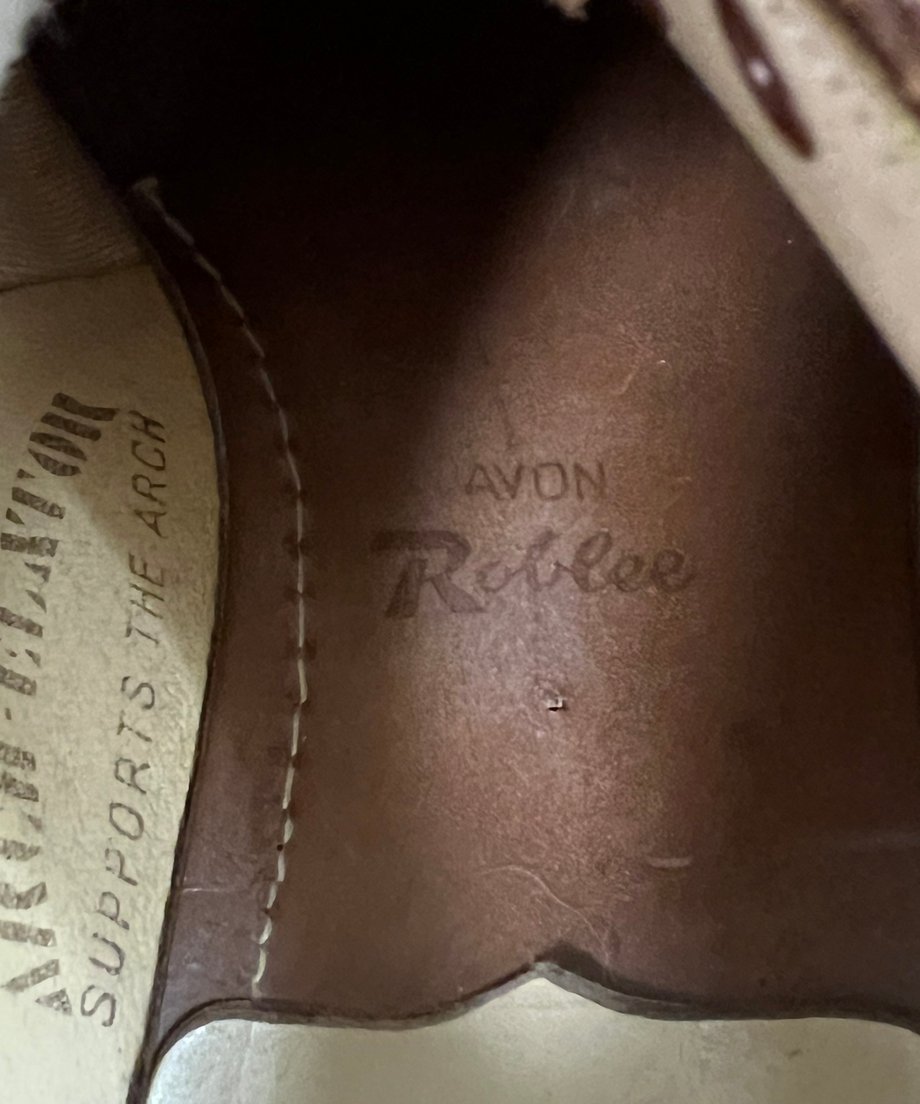 AVON
Roblee
SUPPORTS THE ARCH